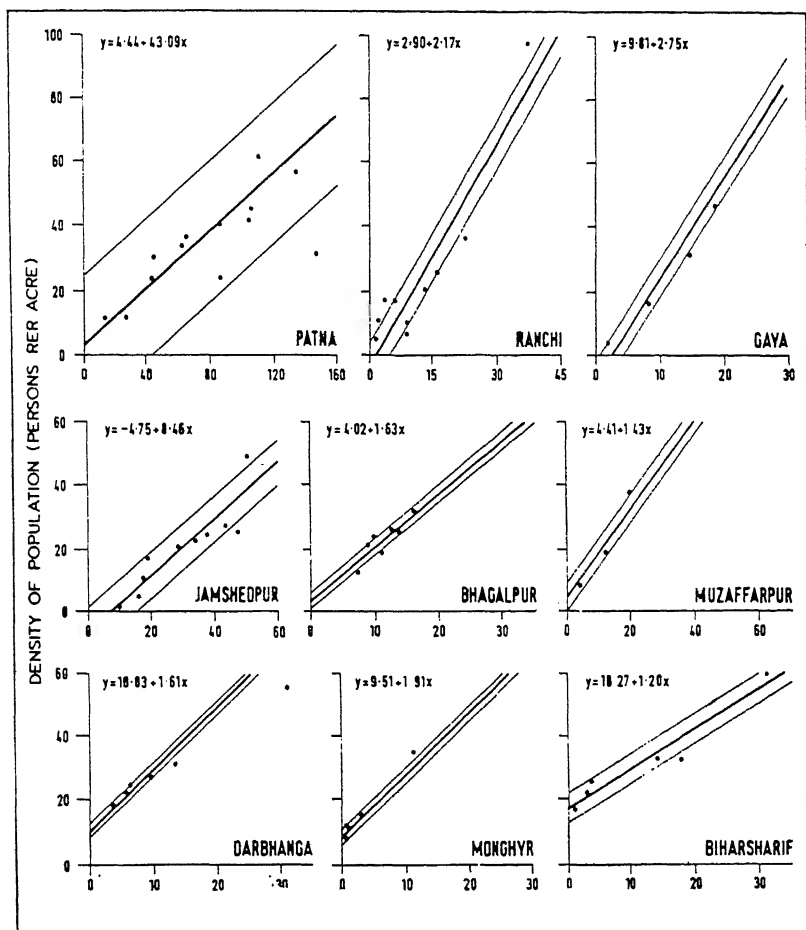 DENSITY OF POPULATION (PERSONS RER ACRE)
y=4·44+43·09x y=2·90+2·17x y=9·81+2·75x
100
80
60
40
20
0
PATNA RANCHI GAYA
0 40 80 120 160 0 15 30 45 0 10 20 30
y=-4·75+8·46x y=4·02+1·63x y=4·41+1·43x
60
40
20
0
JAMSHEDPUR BHAGALPUR MUZAFFARPUR
0 20 40 60 0 10 20 30 0 20 40 60
y=10·83+1·61x y=9·51+1·91x y=18·27+1·20x
60
40
20
0
DARBHANGA MONGHYR BIHARSHARIF
0 10 20 30 0 10 20 30 0 10 20 30